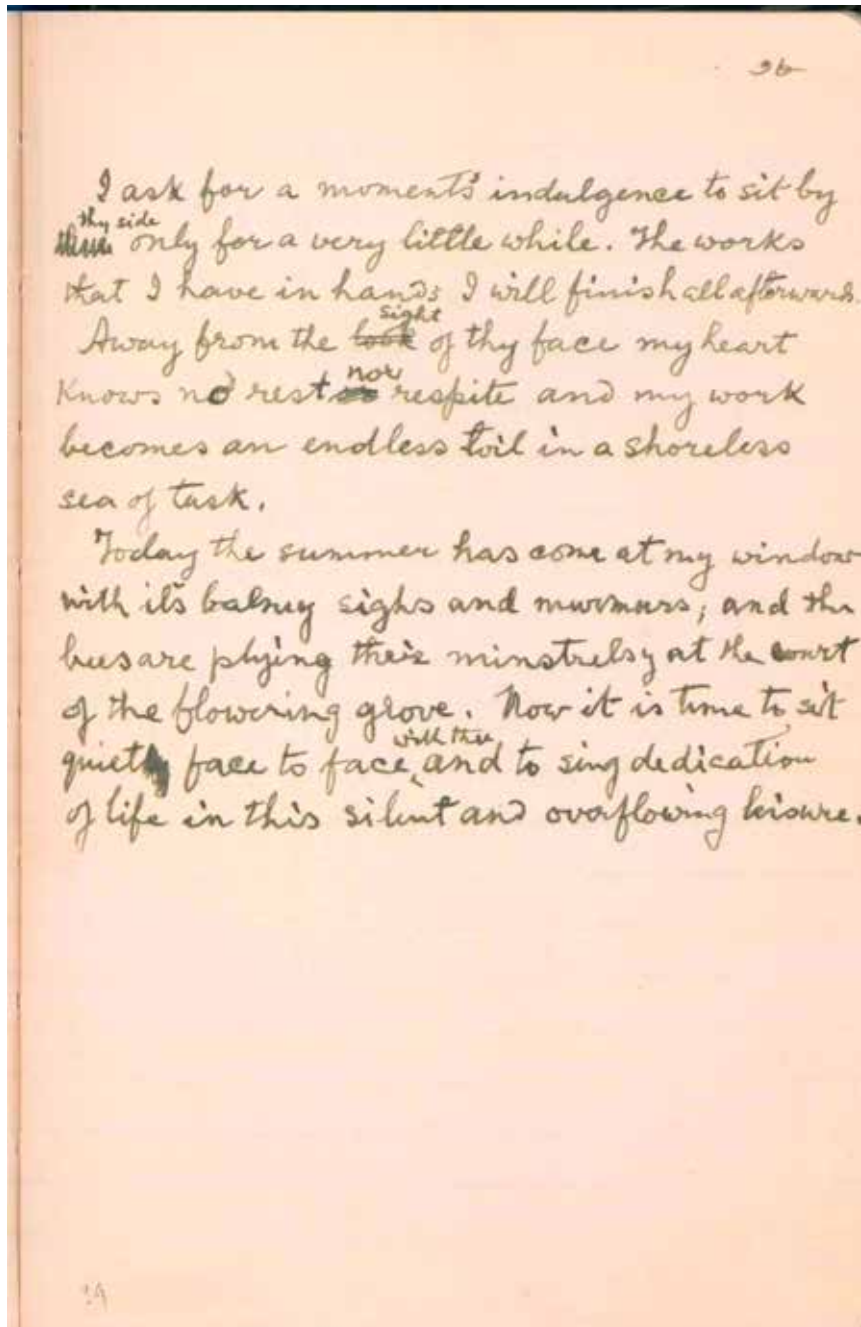 26
I ask for a moment's indulgence to sit by
thy side
only for a very little while. The works
that I have in hands I will finish all afterwards.
sight
Away from the look of thy face my heart
nor
knows no rest or respite and my work
becomes an endless toil in a shoreless
sea of task.
Today the summer has come at my window
with its balmy sighs and murmurs; and the
bees are plying their minstrelsy at the court
of the flowering grove. Now it is time to sit
with thee
quiet face to face, and to sing dedication
of life in this silent and overflowing leisure.